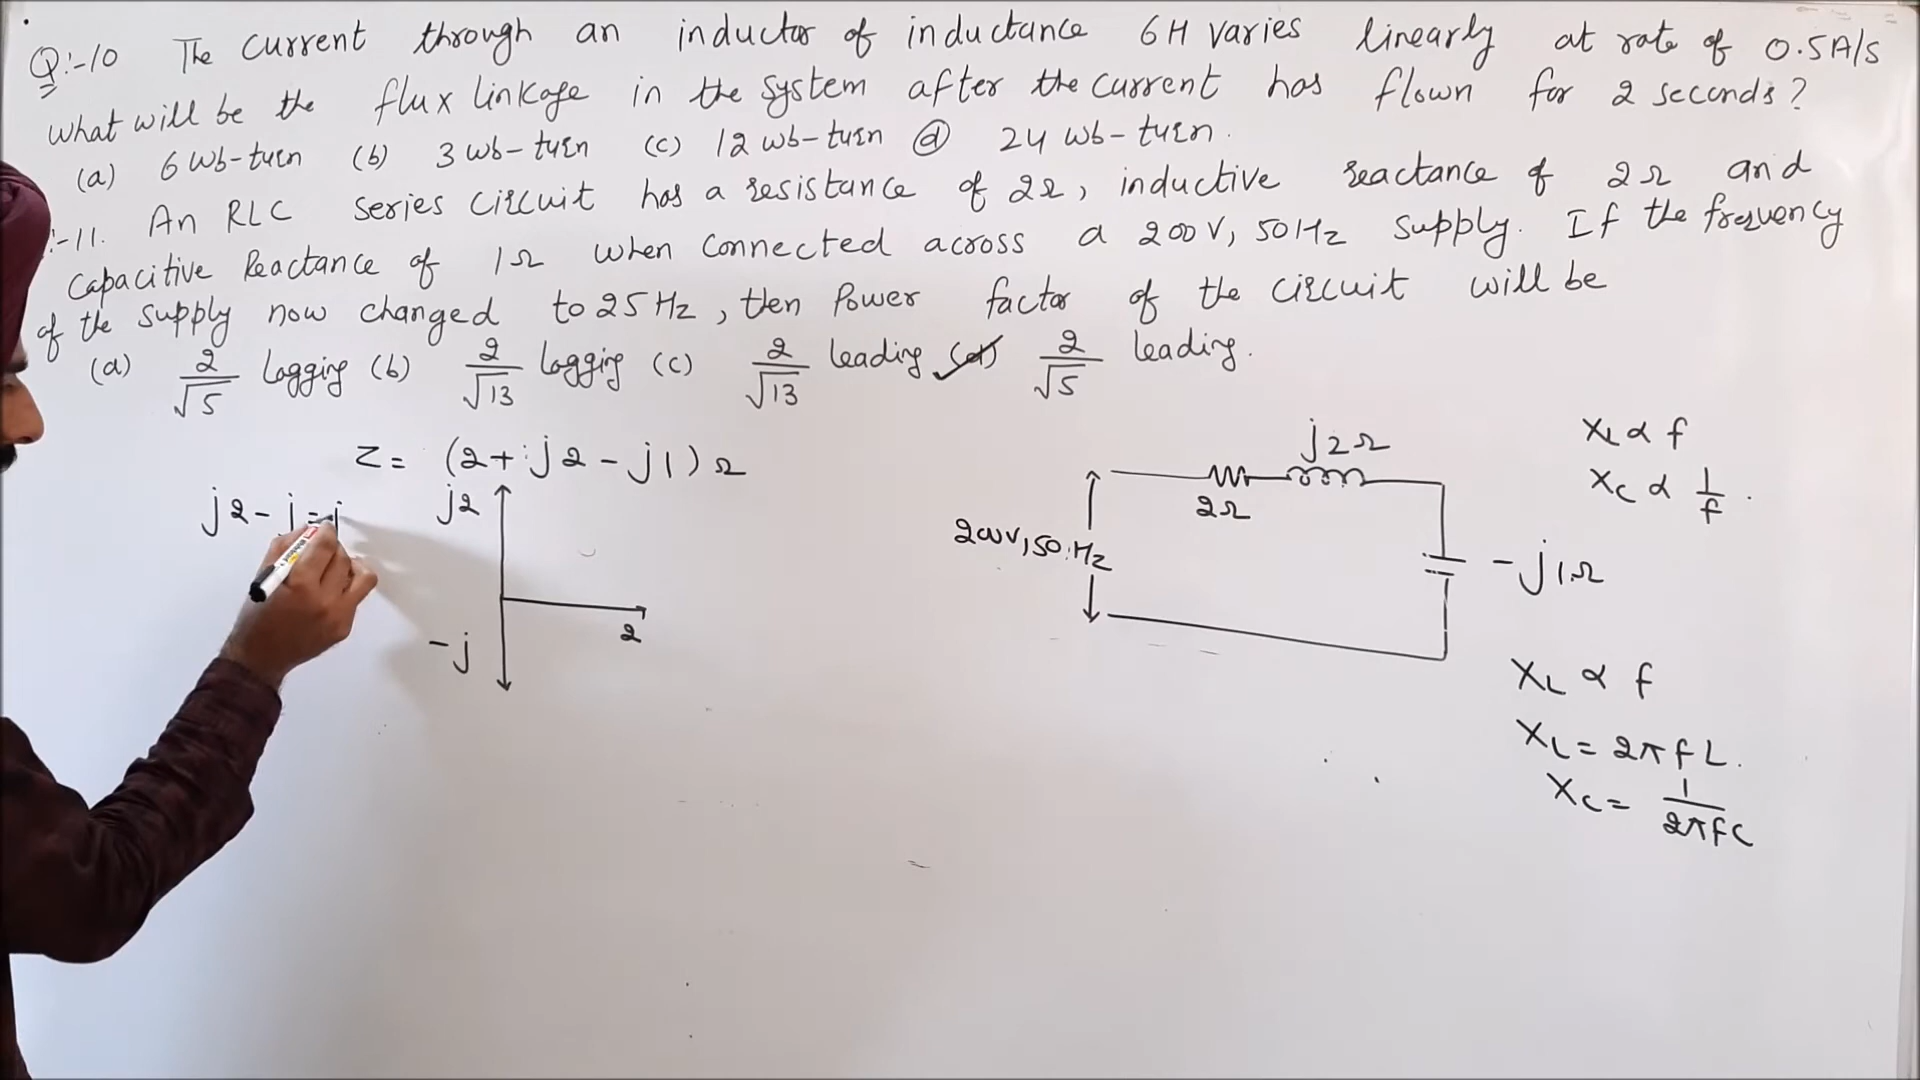 Q:-10 The current through an inductor of inductance 6H varies linearly at rate of 0.5A/s
what will be the flux linkage in the system after the current has flown for 2 seconds?
(a) 6 wb-turn (b) 3 wb-turn (c) 12 wb-turn (d) 24 wb-turn.
:-11. An RLC series circuit has a resistance of 2Ω, inductive reactance of 2Ω and
capacitive Reactance of 1Ω when connected across a 200V, 50Hz supply. If the frequency
of the supply now changed to 25 Hz, then Power factor of the circuit will be
(a) 2/√5 lagging (b) 2/√13 lagging (c) 2/√13 leading (d) 2/√5 leading.
Z = (2+j2-j1)Ω
j2-j=j
j2
-j
2
j2Ω
2Ω
200V,50Hz
-j1Ω
XL α f
Xc α 1/f.
XL α f
XL = 2πfL.
Xc = 1/2πfC